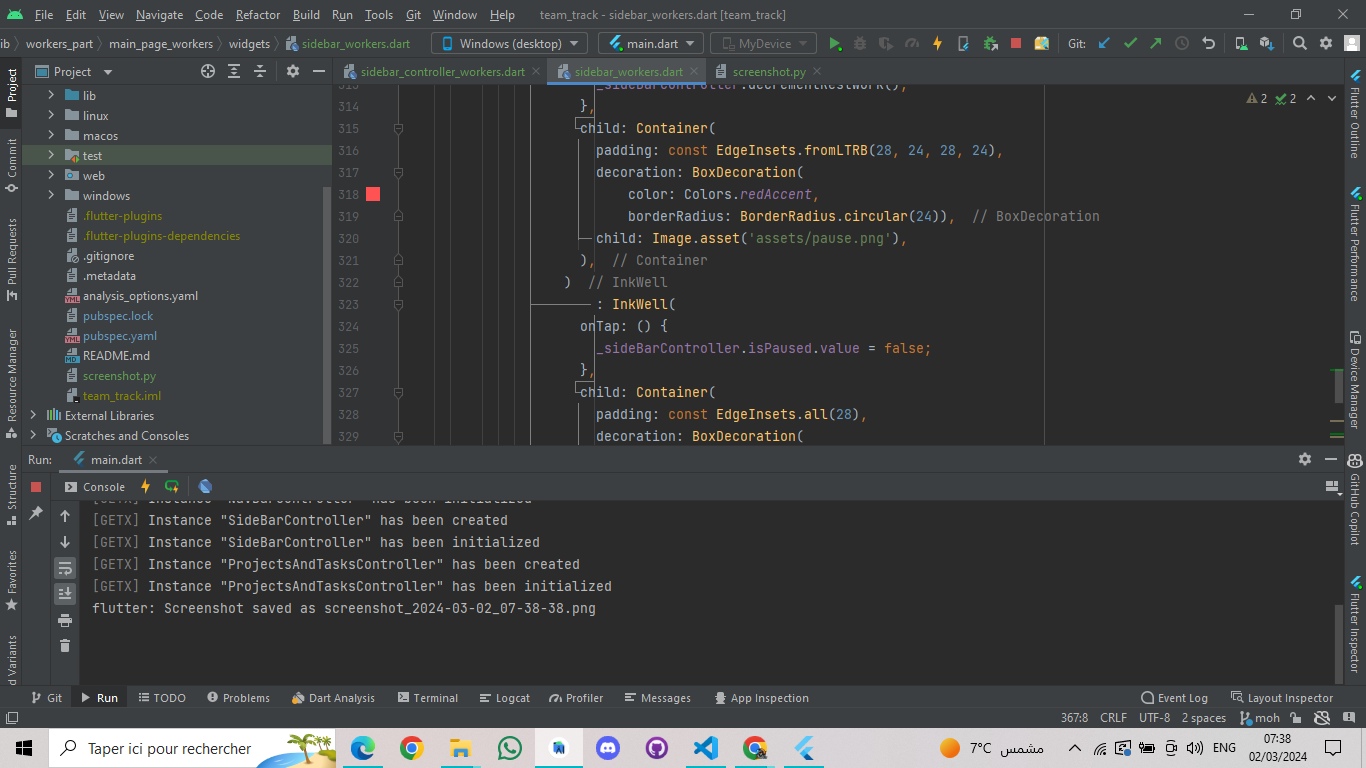 File Edit View Navigate Code Refactor Build Run Tools Git Window Help team_track - sidebar_workers.dart [team_track]
lib workers_part main_page_workers widgets sidebar_workers.dart Windows (desktop) main.dart MyDevice Git:
Project
sidebar_controller_workers.dart sidebar_workers.dart screenshot.py
lib
linux
macos
test
web
windows
.flutter-plugins
.flutter-plugins-dependencies
.gitignore
.metadata
analysis_options.yaml
pubspec.lock
pubspec.yaml
README.md
screenshot.py
team_track.iml
External Libraries
Scratches and Consoles
2 2
313 _sideBarController.decrementRestWork();
314 },
315 child: Container(
316 padding: const EdgeInsets.fromLTRB(28, 24, 28, 24),
317 decoration: BoxDecoration(
318 color: Colors.redAccent,
319 borderRadius: BorderRadius.circular(24)), // BoxDecoration
320 child: Image.asset('assets/pause.png'),
321 ), // Container
322 ) // InkWell
323 : InkWell(
324 onTap: () {
325 _sideBarController.isPaused.value = false;
326 },
327 child: Container(
328 padding: const EdgeInsets.all(28),
329 decoration: BoxDecoration(
Project
Commit
Pull Requests
Resource Manager
Structure
Favorites
d Variants
Flutter Outline
Flutter Performance
Device Manager
GitHub Copilot
Flutter Inspector
Run: main.dart
Console
[GETX] Instance "NavBarController" has been initialized
[GETX] Instance "SideBarController" has been created
[GETX] Instance "SideBarController" has been initialized
[GETX] Instance "ProjectsAndTasksController" has been created
[GETX] Instance "ProjectsAndTasksController" has been initialized
flutter: Screenshot saved as screenshot_2024-03-02_07-38-38.png
Git Run TODO Problems Dart Analysis Terminal Logcat Profiler Messages App Inspection Event Log Layout Inspector
367:8 CRLF UTF-8 2 spaces moh
Taper ici pour rechercher
7°C مشمس
ENG
07:38
02/03/2024